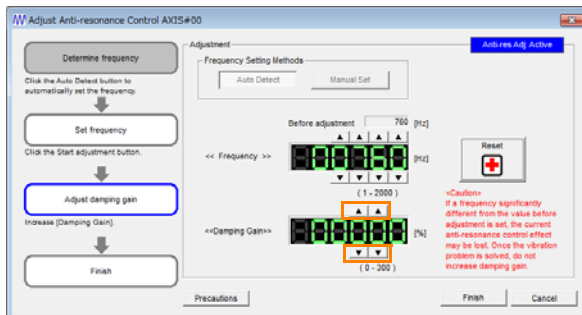 Adjust Anti-resonance Control AXIS#00
Determine frequency
Click the Auto Detect button to
automatically set the frequency.
Set frequency
Click the Start adjustment button.
Adjust damping gain
Increase [Damping Gain].
Finish
Adjustment
Anti-res Adj Active
Frequency Setting Methods
Auto Detect
Manual Set
Before adjustment
760
[Hz]
<< Frequency >>
000760
[Hz]
( 1 - 2000 )
Reset
<<Damping Gain>>
000000
[%]
( 0 - 300 )
<Caution>
If a frequency significantly
different from the value before
adjustment is set, the current
anti-resonance control effect
may be lost. Once the vibration
problem is solved, do not
increase damping gain.
Precautions
Finish
Cancel